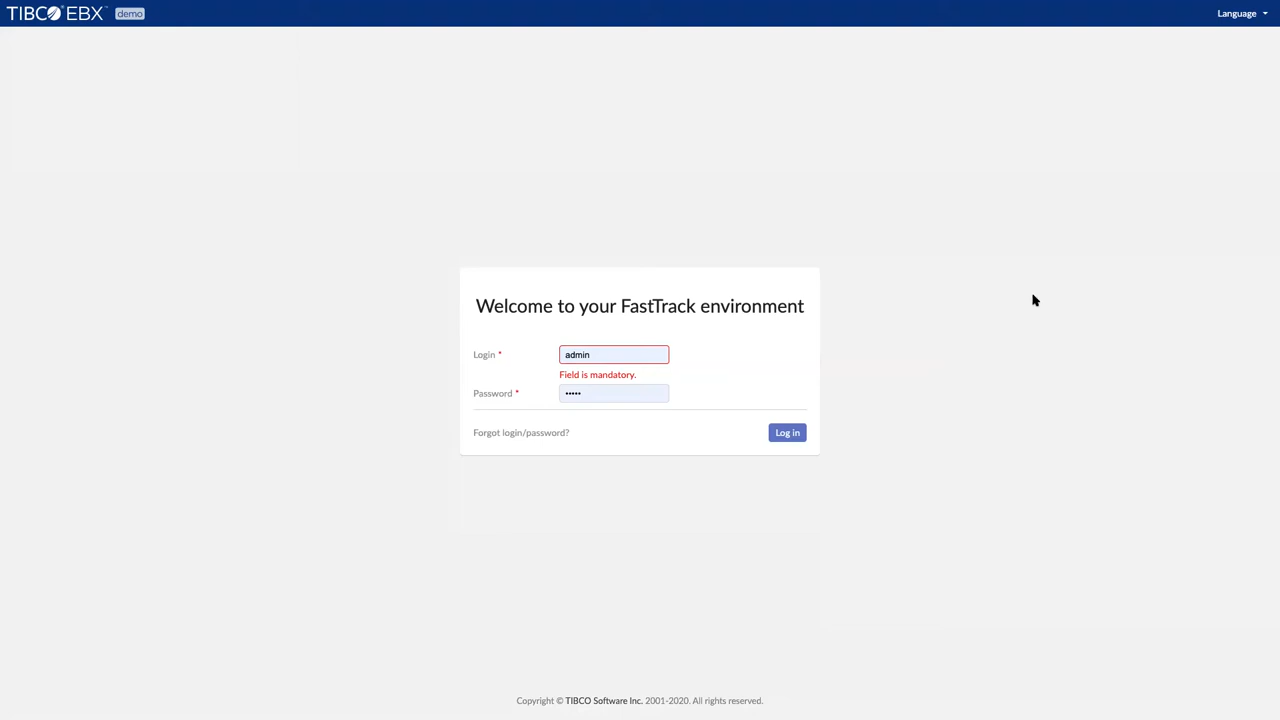 TIBCO EBX™ demo
Language
Welcome to your FastTrack environment
Login * admin
Field is mandatory.
Password * •••••
Forgot login/password? Log in
Copyright © TIBCO Software Inc. 2001-2020. All rights reserved.